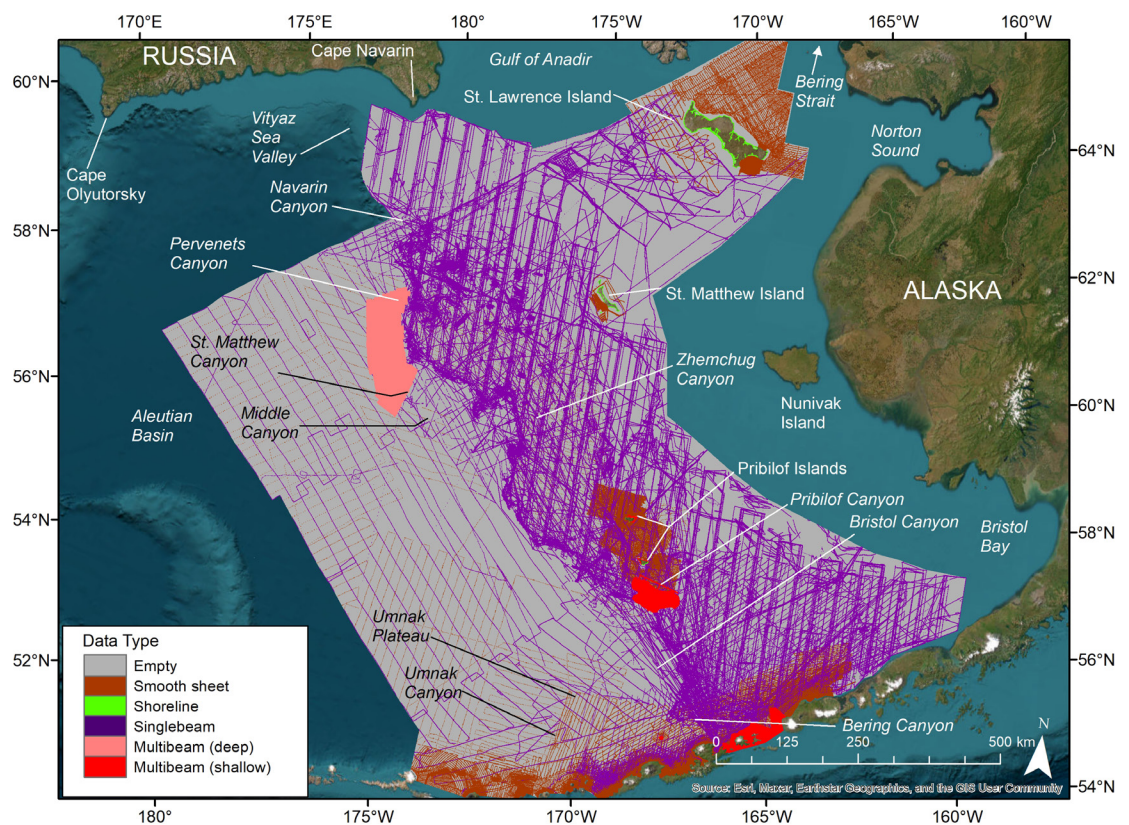 170°E
175°E
180°
175°W
170°W
165°W
160°W
RUSSIA
Cape Navarin
Gulf of Anadir
Bering
Strait
60°N
St. Lawrence Island
Vityaz
Sea
Valley
Norton
Sound
64°N
Cape
Olyutorsky
Navarin
Canyon
58°N
Pervenets
Canyon
62°N
St. Matthew Island
ALASKA
St. Matthew
Canyon
Zhemchug
Canyon
56°N
Aleutian
Basin
Middle
Canyon
Nunivak
Island
60°N
Pribilof Islands
Pribilof Canyon
Bristol Canyon
Bristol
Bay
54°N
58°N
Umnak
Plateau
Umnak
Canyon
52°N
56°N
Bering Canyon
Data Type
Empty
Smooth sheet
Shoreline
Singlebeam
Multibeam (deep)
Multibeam (shallow)
N
0 125 250 500 km
Source: Esri, Maxar, Earthstar Geographics, and the GIS User Community
54°N
180°
175°W
170°W
165°W